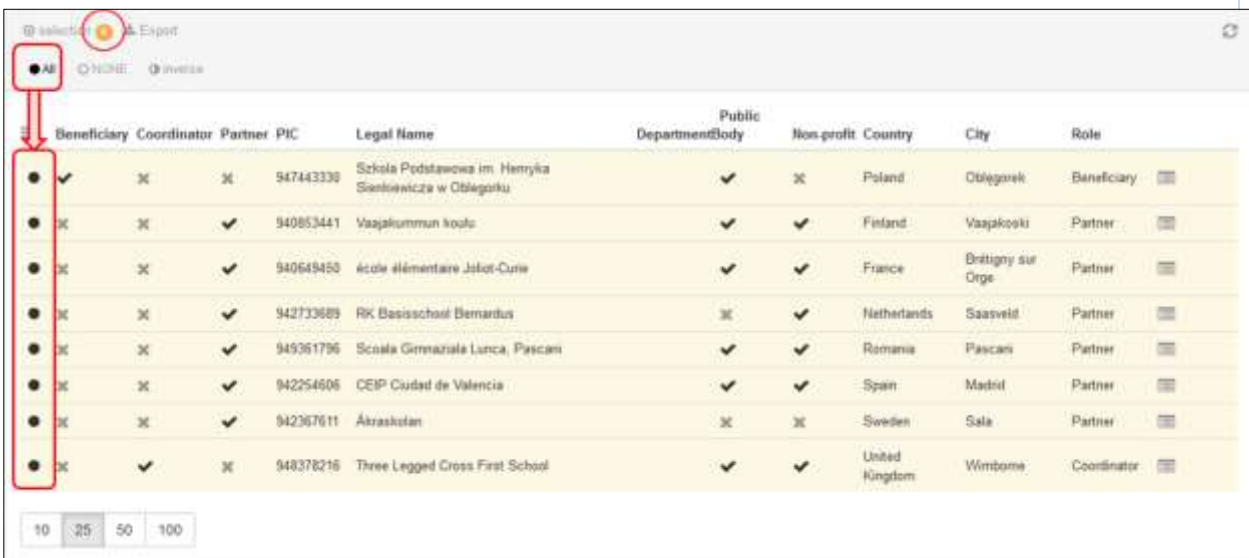 selection Export
All NONE inverse
Beneficiary Coordinator Partner PIC Legal Name Department Public Body Non-profit Country City Role
947443330 Szkola Podstawowa im. Henryka Sienkiewicza w Oblegorku Poland Oblęgorek Beneficiary
940853441 Vaajakummun koulu Finland Vaajakoski Partner
940649450 école élémentaire Joliot-Curie France Brétigny sur Orge Partner
942733689 RK Basisschool Bernardus Netherlands Saasveld Partner
949361796 Scoala Gimnaziala Lunca, Pascani Romania Pascani Partner
942254606 CEIP Ciudad de Valencia Spain Madrid Partner
942367611 Åkraskolan Sweden Sala Partner
948378216 Three Legged Cross First School United Kingdom Wimborne Coordinator
10 25 50 100